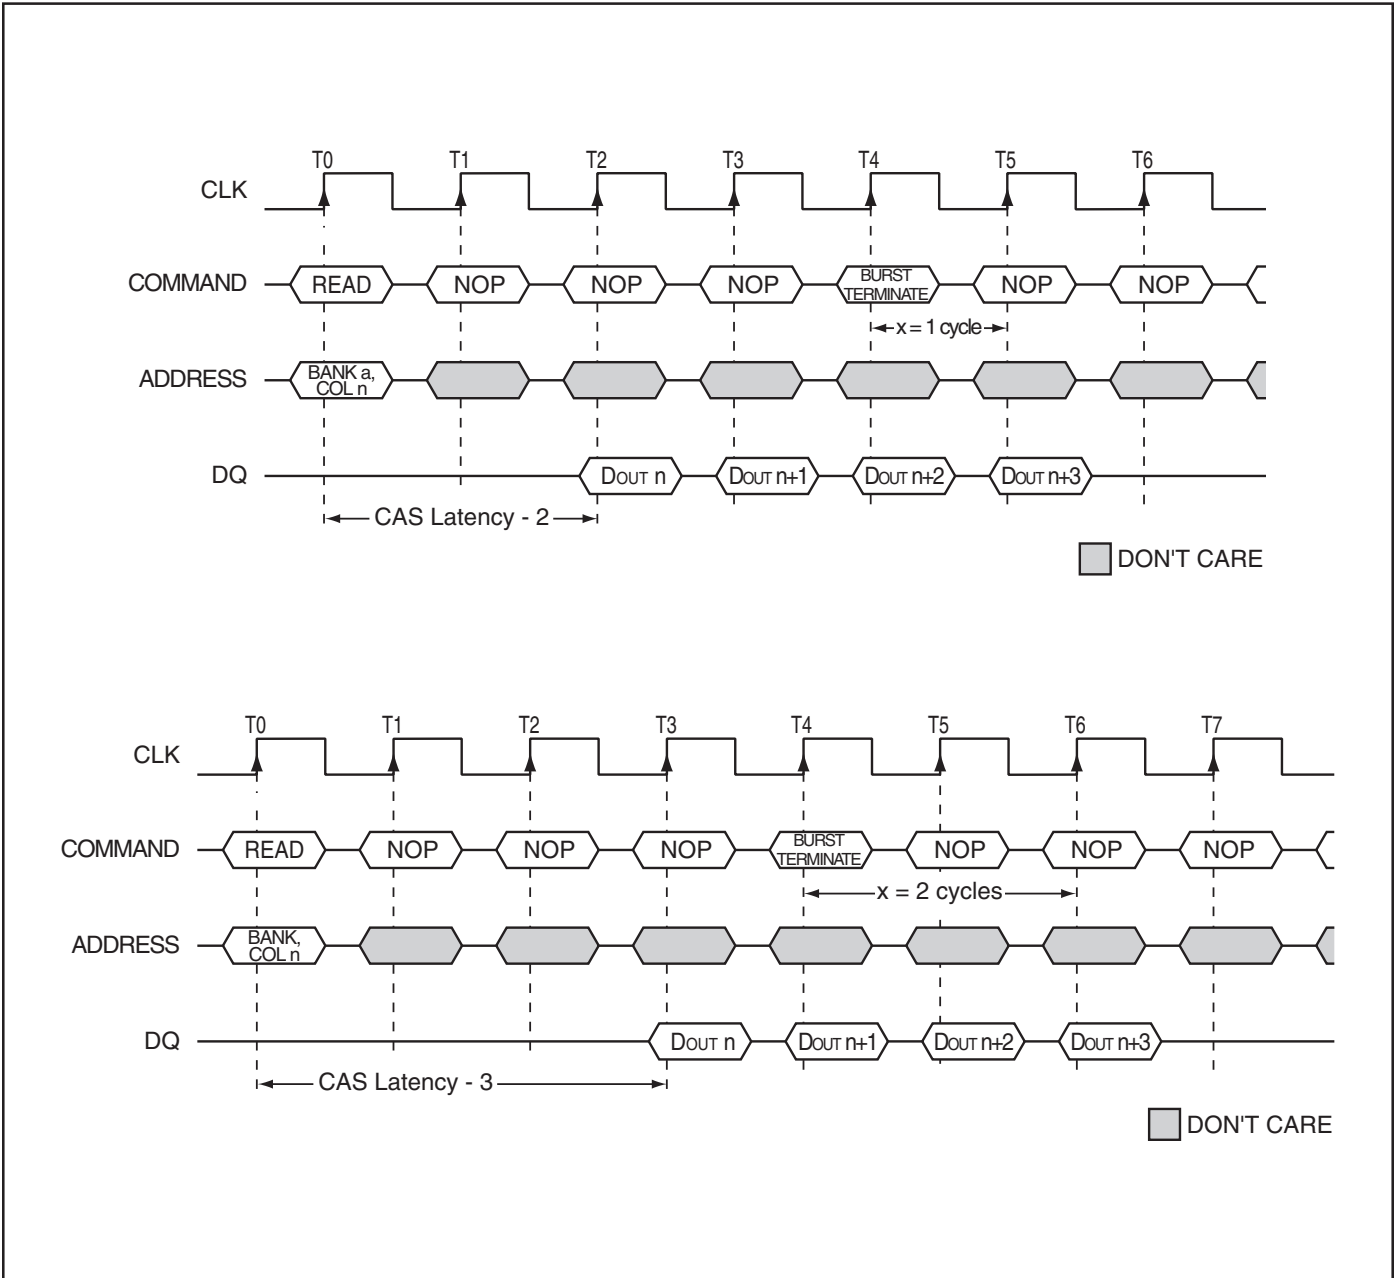 T0 T1 T2 T3 T4 T5 T6
CLK
COMMAND READ NOP NOP NOP BURST TERMINATE NOP NOP
x = 1 cycle
ADDRESS BANK a, COL n
DQ DOUT n DOUT n+1 DOUT n+2 DOUT n+3
CAS Latency - 2
DON'T CARE
T0 T1 T2 T3 T4 T5 T6 T7
CLK
COMMAND READ NOP NOP NOP BURST TERMINATE NOP NOP NOP
x = 2 cycles
ADDRESS BANK, COL n
DQ DOUT n DOUT n+1 DOUT n+2 DOUT n+3
CAS Latency - 3
DON'T CARE